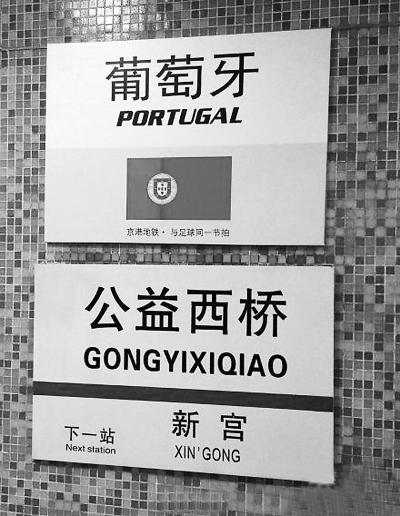 葡萄牙
PORTUGAL
京港地铁·与足球同一节拍
公益西桥
GONGYIXIQIAO
下一站 新宫
Next station XIN'GONG